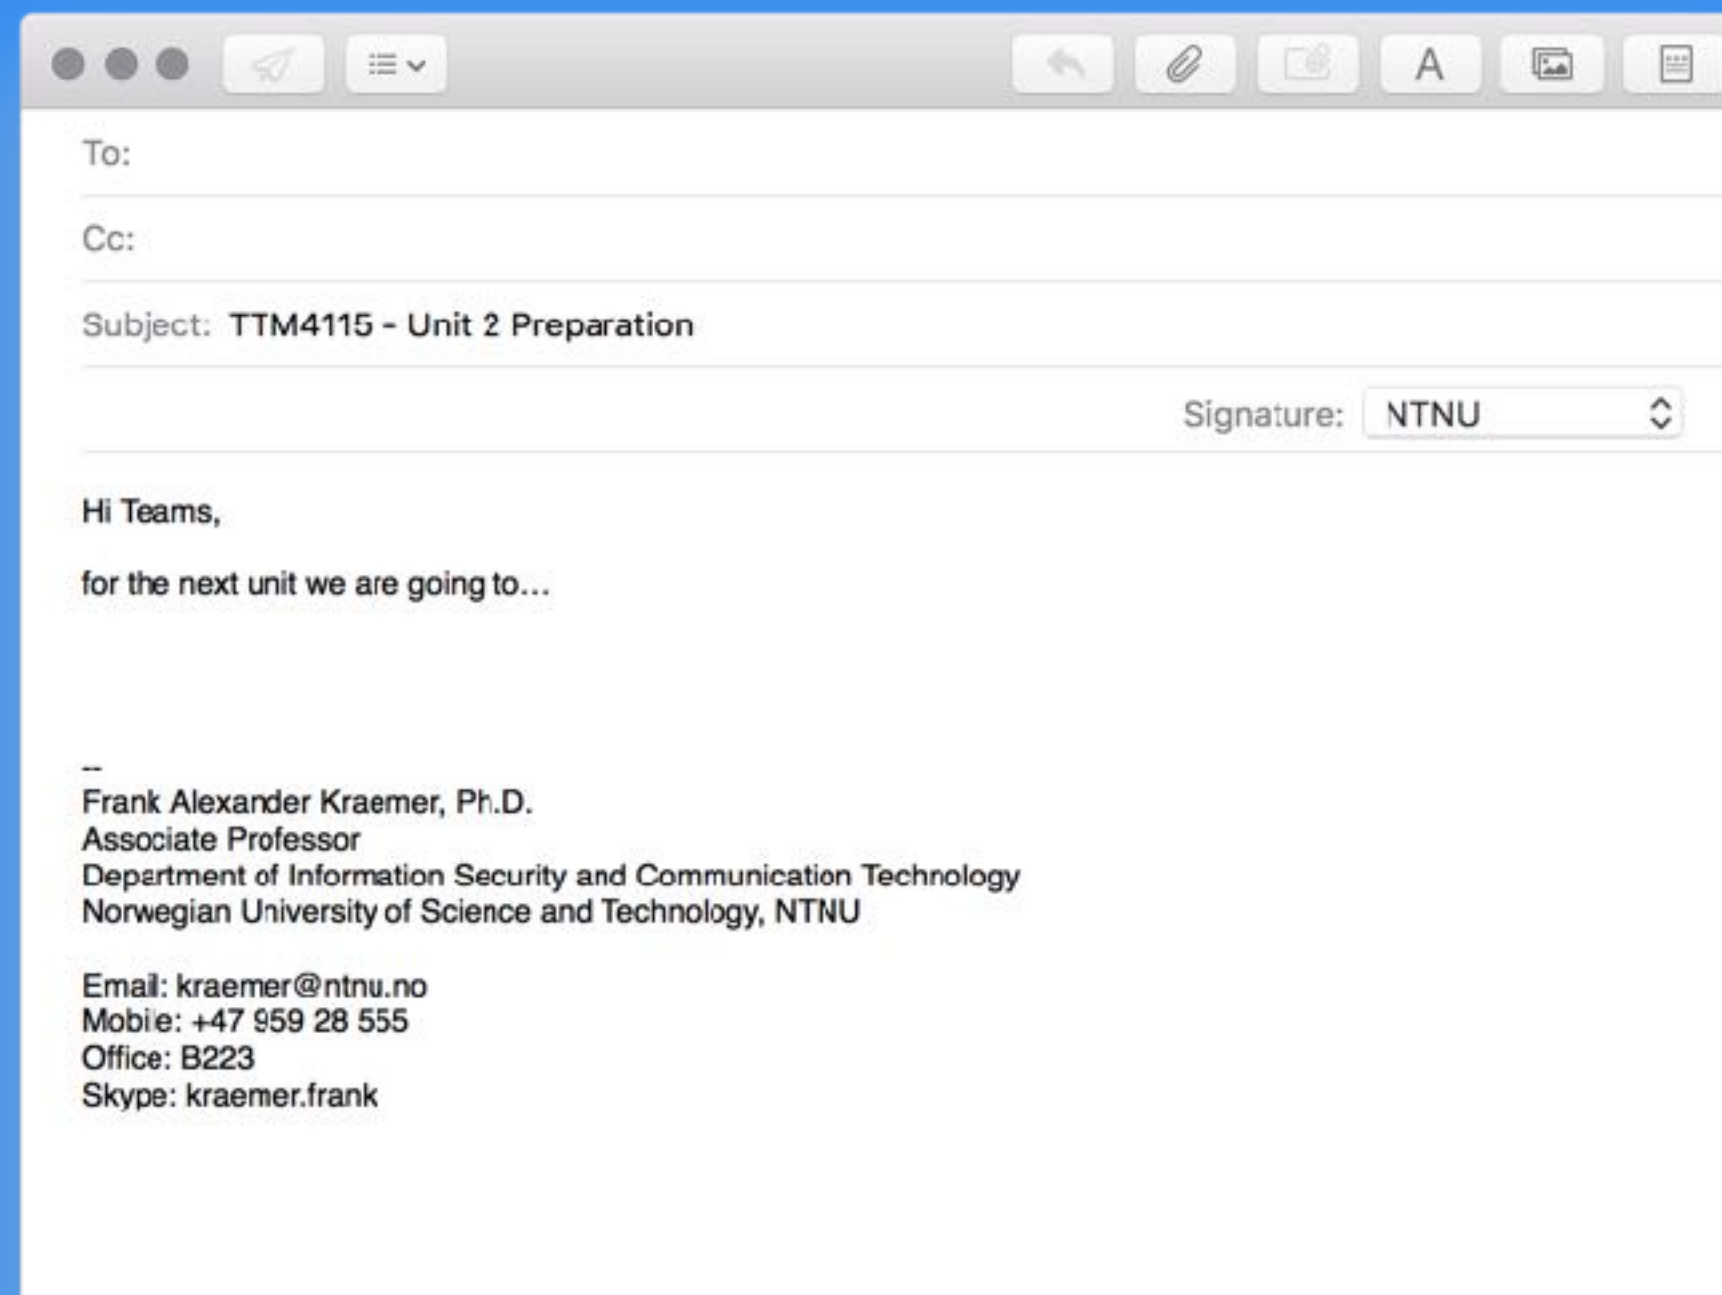 To:
Cc:
Subject: TTM4115 - Unit 2 Preparation
Signature: NTNU
Hi Teams,
for the next unit we are going to...
--
Frank Alexander Kraemer, Ph.D.
Associate Professor
Department of Information Security and Communication Technology
Norwegian University of Science and Technology, NTNU
Email: kraemer@ntnu.no
Mobile: +47 959 28 555
Office: B223
Skype: kraemer.frank